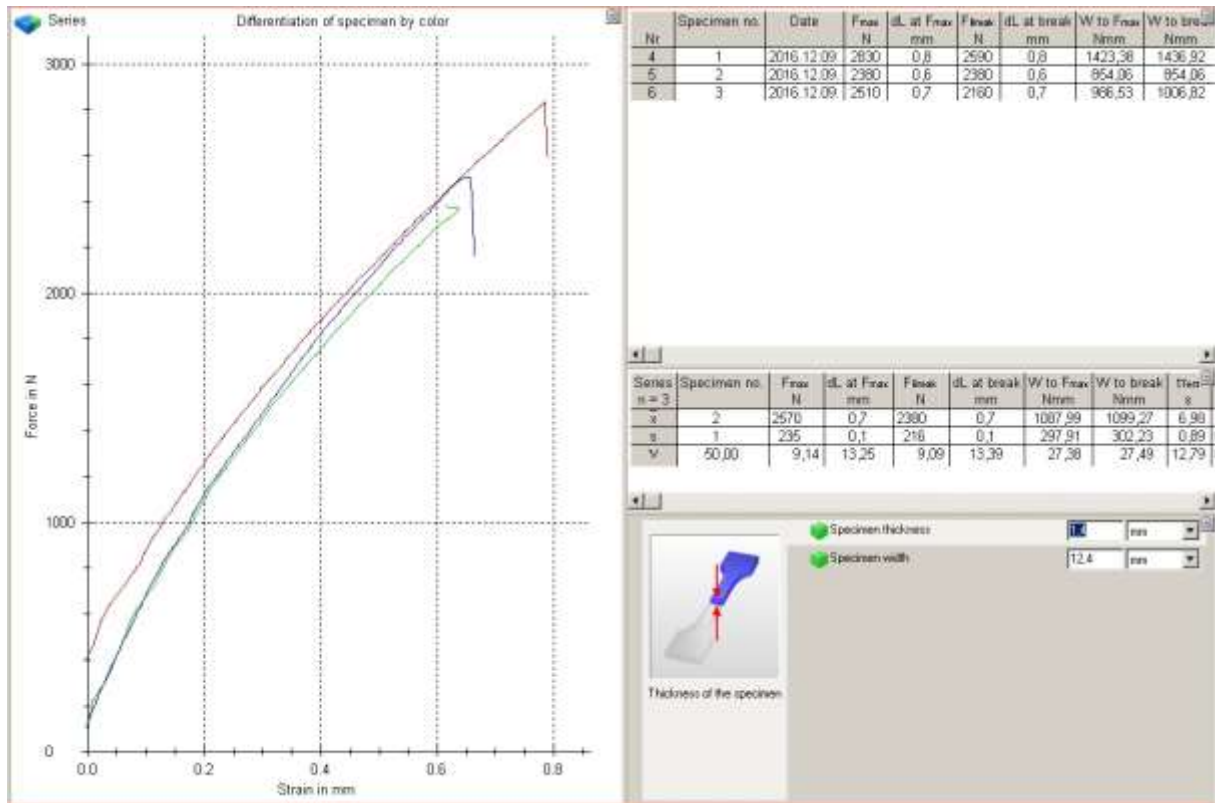 Series
Differentiation of specimen by color
Force in N
3000
2000
1000
0
0.0 0.2 0.4 0.6 0.8
Strain in mm
Specimen no. Date Fmax dL at Fmax FBreak dL at break W to Fmax W to break
Nr N mm N mm Nmm Nmm
4 1 2016.12.09. 2830 0,8 2590 0,8 1423,38 1436,92
5 2 2016.12.09. 2380 0,6 2380 0,6 854,06 854,06
6 3 2016.12.09. 2510 0,7 2160 0,7 986,53 1006,82
Series Specimen no. Fmax dL at Fmax FBreak dL at break W to Fmax W to break
n = 3 N mm N mm Nmm Nmm s
x 2 2570 0,7 2380 0,7 1087,99 1099,27 6,98
s 1 235 0,1 216 0,1 297,91 302,23 0,89
ν 50,00 9,14 13,25 9,09 13,39 27,38 27,49 12,79
Specimen thickness mm
Specimen width 12,4 mm
Thickness of the specimen